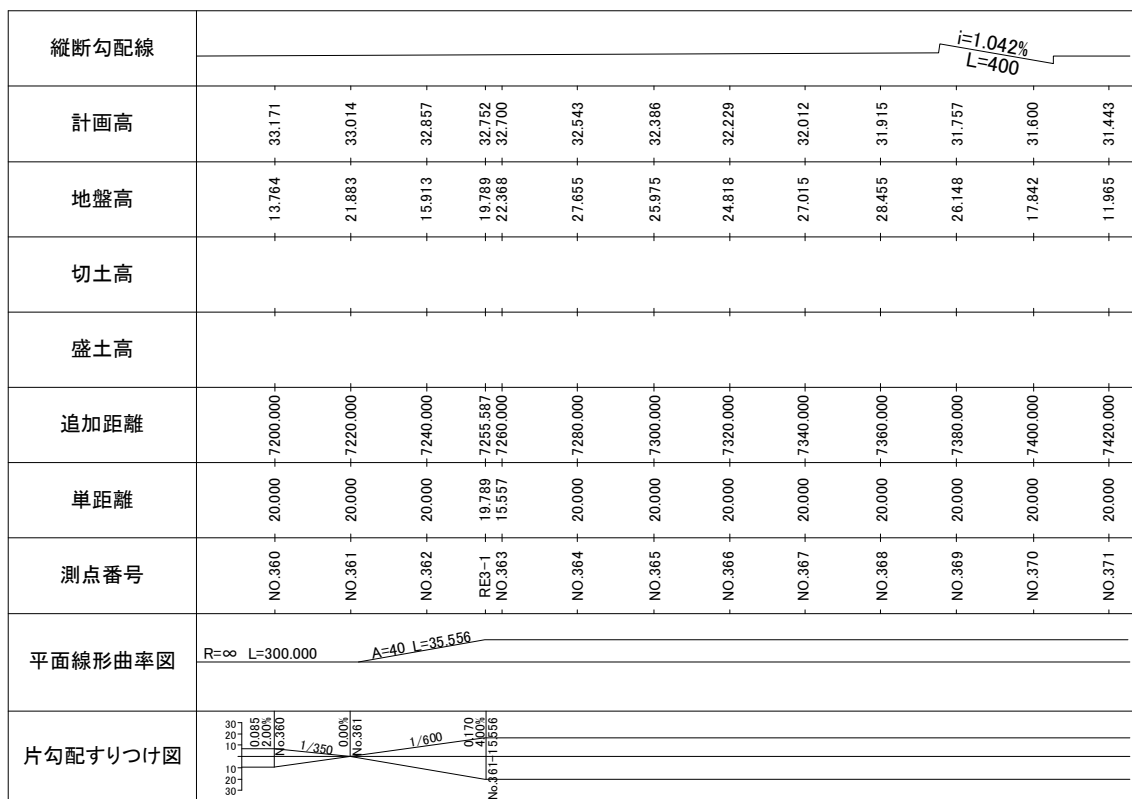 縦断勾配線
i=1.042%
L=400
計画高
33.171
33.014
32.857
32.752
32.700
32.543
32.386
32.229
32.012
31.915
31.757
31.600
31.443
地盤高
13.764
21.883
15.913
19.789
22.368
27.655
25.975
24.818
27.015
28.455
26.148
17.842
11.965
切土高
盛土高
追加距離
7200.000
7220.000
7240.000
7255.587
7260.000
7280.000
7300.000
7320.000
7340.000
7360.000
7380.000
7400.000
7420.000
単距離
20.000
20.000
20.000
19.789
15.557
20.000
20.000
20.000
20.000
20.000
20.000
20.000
20.000
測点番号
NO.360
NO.361
NO.362
RE3-1
NO.363
NO.364
NO.365
NO.366
NO.367
NO.368
NO.369
NO.370
NO.371
平面線形曲率図
R=∞ L=300.000
A=40 L=35.556
片勾配すりつけ図
30
20
10
10
20
30
0.085
2.00%
No.360
1/350
0.00%
No.361
1/600
0.170
4.00%
No.361-15.556